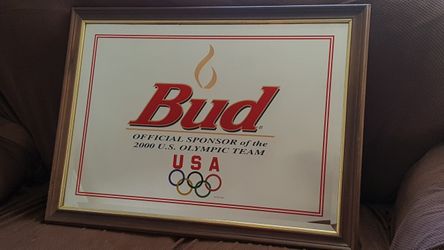 Bud
OFFICIAL SPONSOR of the
2000 U.S. OLYMPIC TEAM
USA